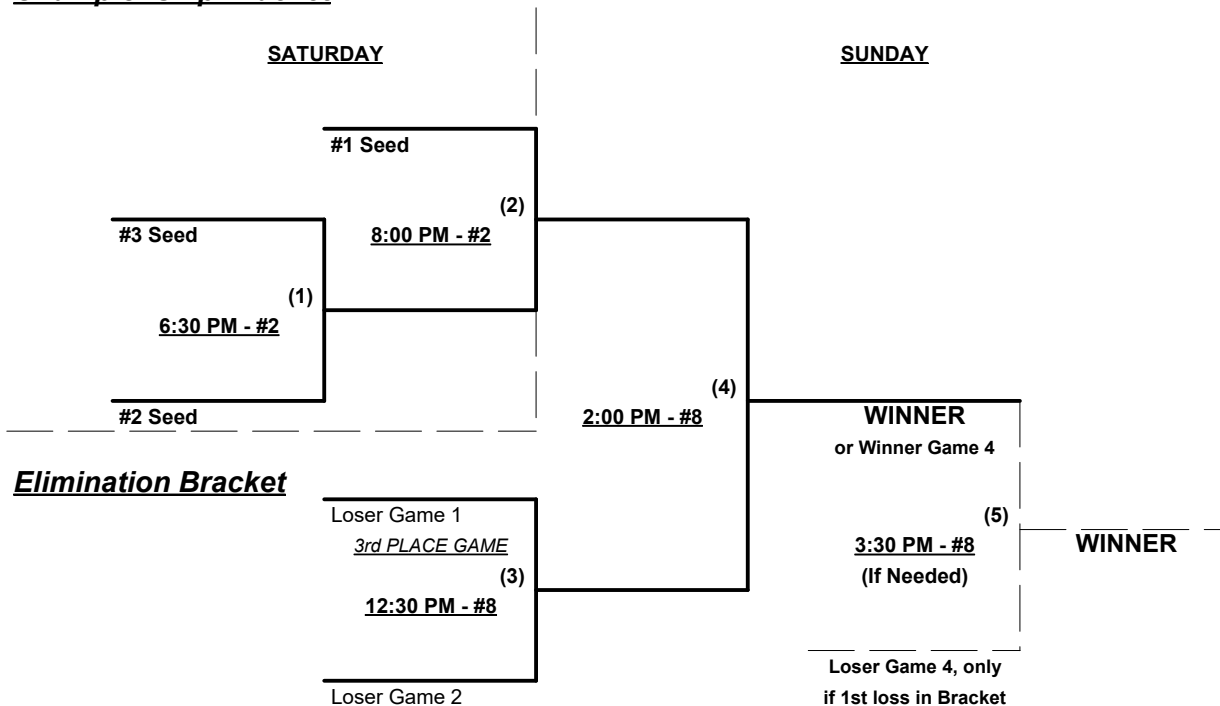 SATURDAY
SUNDAY
#1 Seed
(2)
8:00 PM - #2
#3 Seed
(1)
6:30 PM - #2
#2 Seed
(4)
2:00 PM - #8
WINNER
or Winner Game 4
Elimination Bracket
Loser Game 1
3rd PLACE GAME
(3)
12:30 PM - #8
Loser Game 2
(5)
3:30 PM - #8
(If Needed)
WINNER
Loser Game 4, only
if 1st loss in Bracket